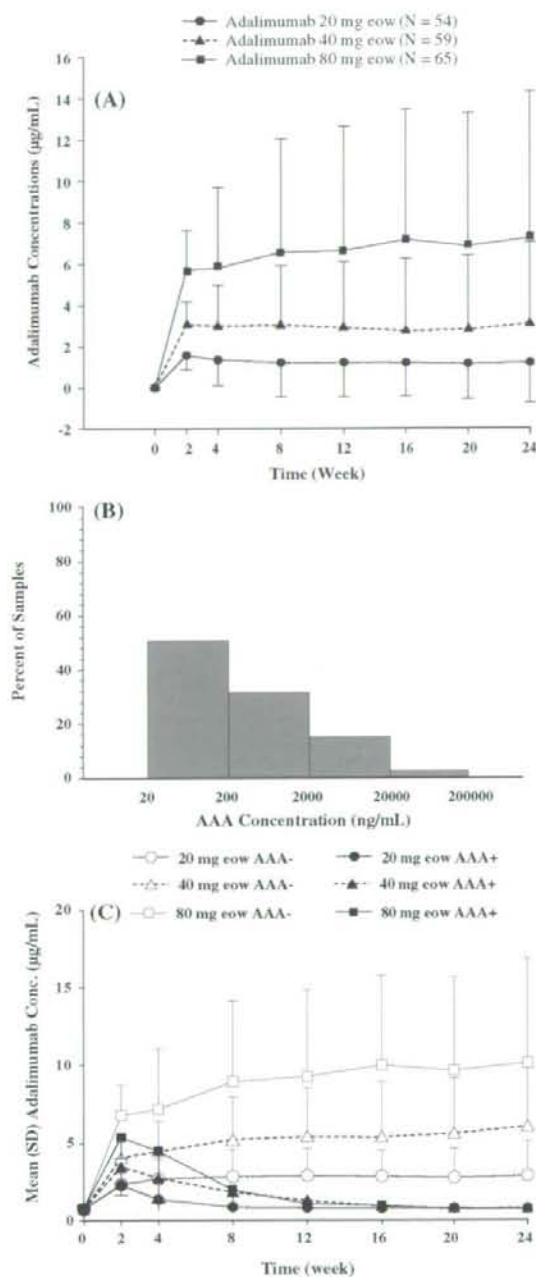 Adalimumab 20 mg eow (N = 54)
Adalimumab 40 mg eow (N = 59)
Adalimumab 80 mg eow (N = 65)
(A)
Adalimumab Concentrations (µg/mL)
16
14
12
10
8
6
4
2
0
-2
0 2 4 8 12 16 20 24
Time (Week)
(B)
Percent of Samples
100
80
60
40
20
0
20 200 2000 20000 200000
AAA Concentration (ng/mL)
20 mg eow AAA- 20 mg eow AAA+
40 mg eow AAA- 40 mg eow AAA+
80 mg eow AAA- 80 mg eow AAA+
(C)
Mean (SD) Adalimumab Conc. (µg/mL)
20
15
10
5
0
0 2 4 8 12 16 20 24
Time (week)